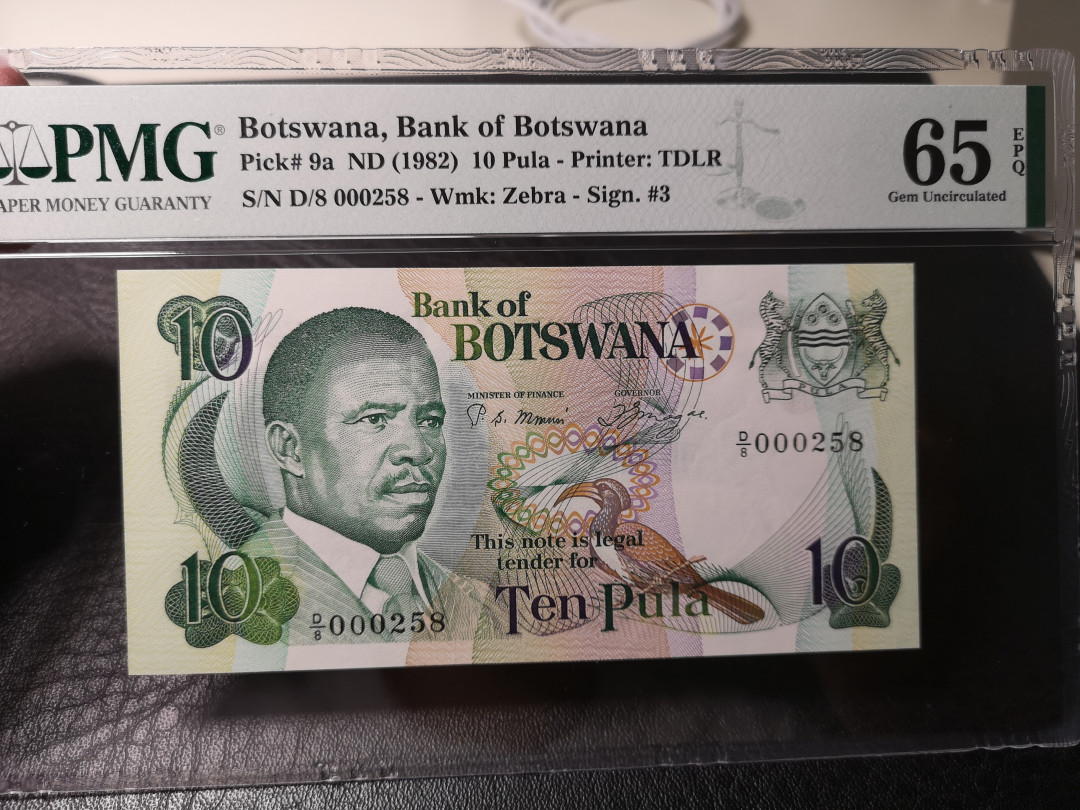 PMG®
APER MONEY GUARANTY
Botswana, Bank of Botswana
Pick# 9a ND (1982) 10 Pula - Printer: TDLR
S/N D/8 000258 - Wmk: Zebra - Sign. #3
65
EPQ
Gem Uncirculated
10
Bank of
BOTSWANA
MINISTER OF FINANCE
GOVERNOR
PULA
D/8 000258
This note is legal
tender for
Ten Pula
10
10
D/8 000258